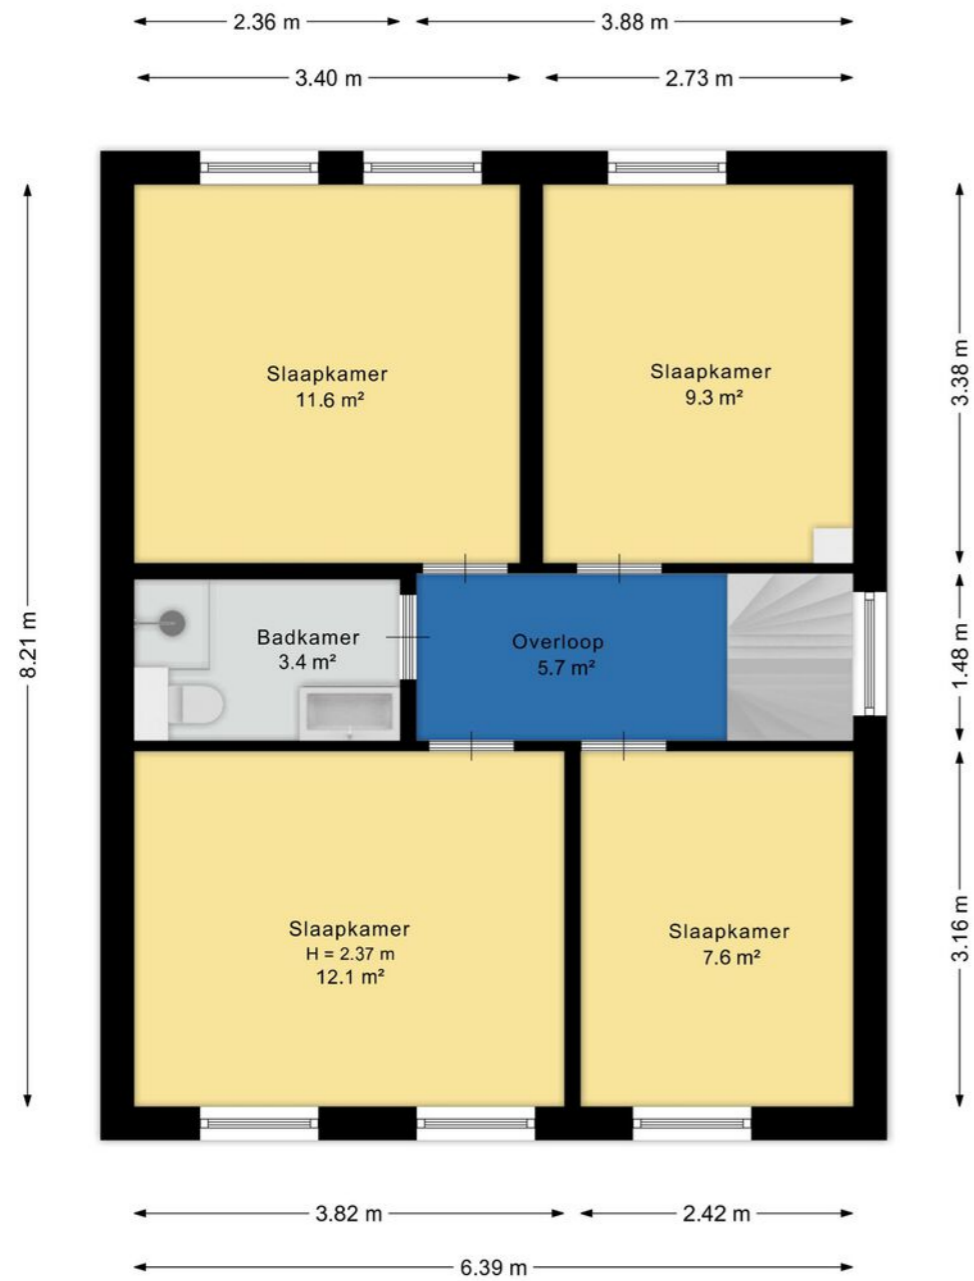 2.36 m
3.88 m
3.40 m
2.73 m
Slaapkamer
11.6 m²
Slaapkamer
9.3 m²
3.38 m
8.21 m
Badkamer
3.4 m²
Overloop
5.7 m²
1.48 m
Slaapkamer
H = 2.37 m
12.1 m²
Slaapkamer
7.6 m²
3.16 m
3.82 m
2.42 m
6.39 m